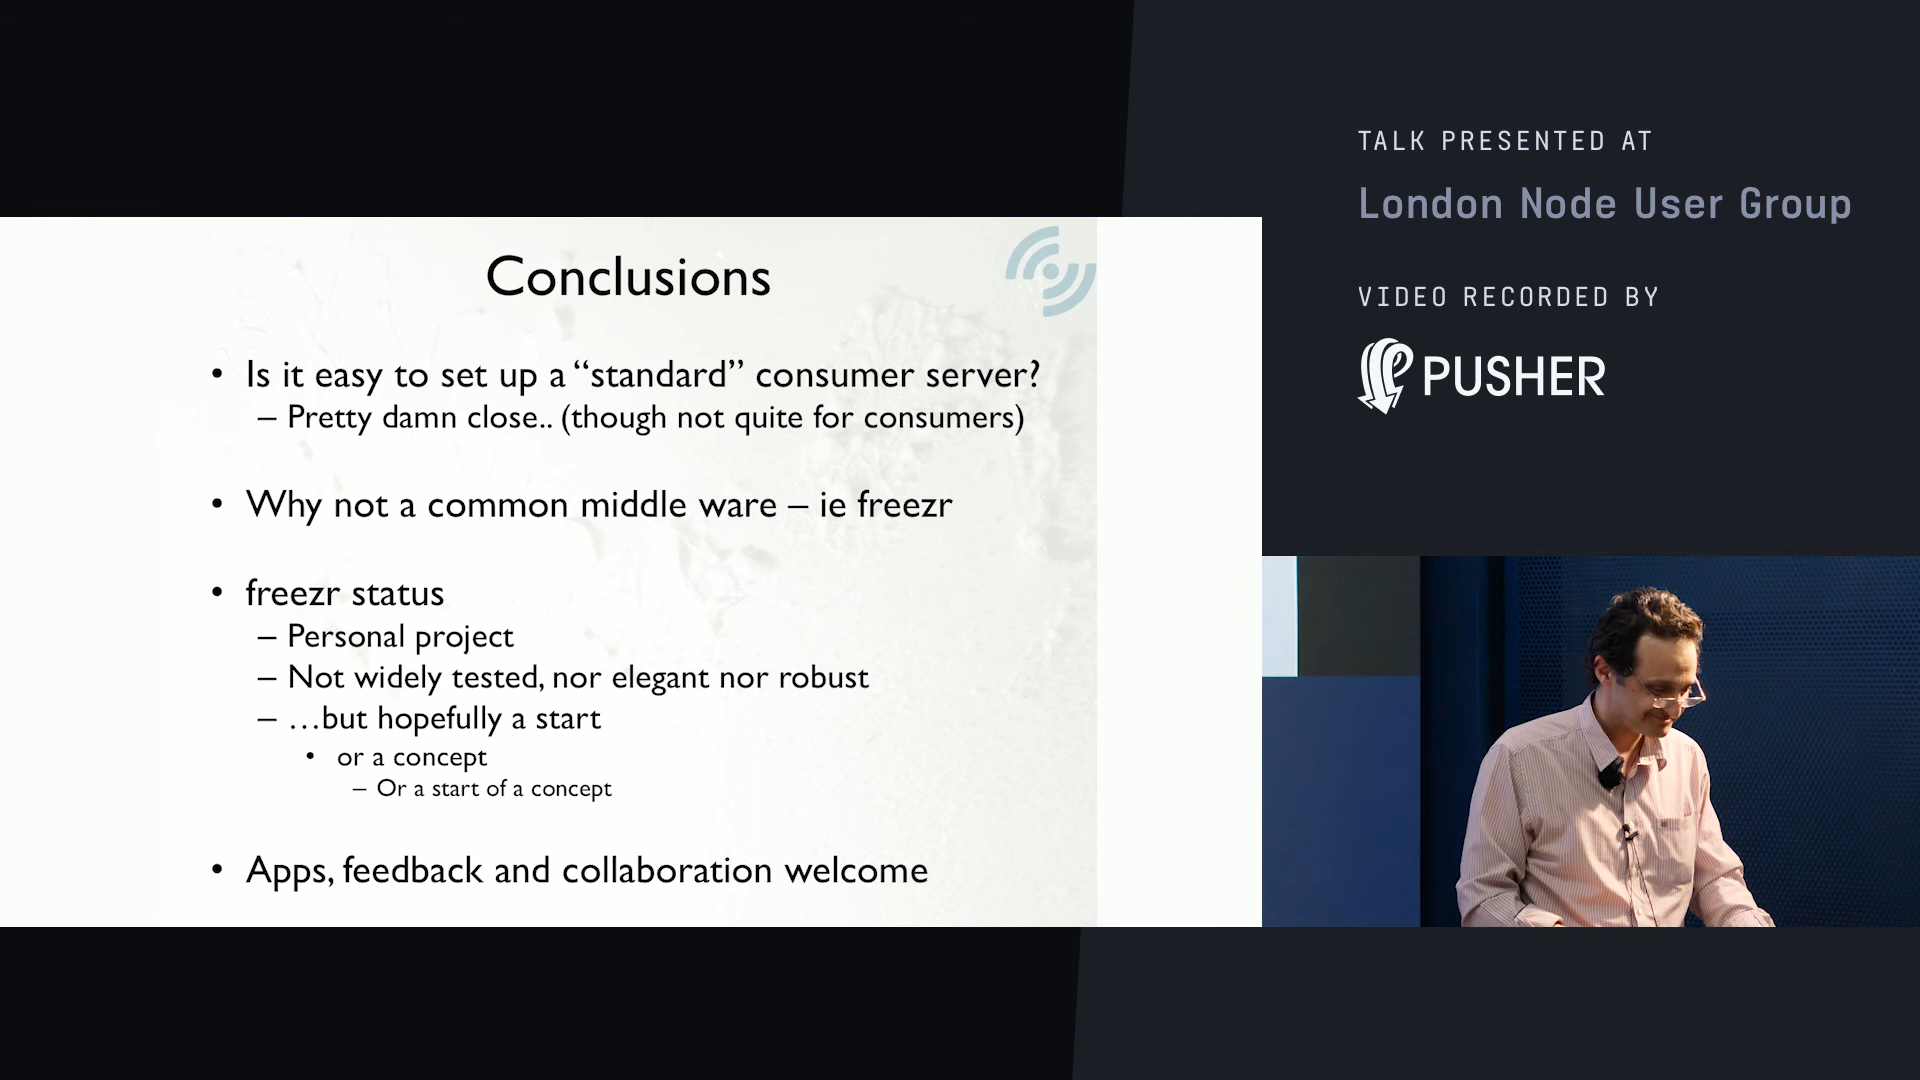 Conclusions
• Is it easy to set up a “standard” consumer server?
– Pretty damn close.. (though not quite for consumers)
• Why not a common middle ware – ie freezr
• freezr status
– Personal project
– Not widely tested, nor elegant nor robust
– …but hopefully a start
• or a concept
– Or a start of a concept
• Apps, feedback and collaboration welcome
TALK PRESENTED AT
London Node User Group
VIDEO RECORDED BY
PUSHER